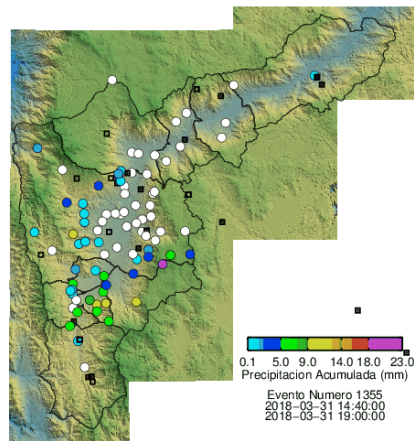 0.1 5.0 9.0 14.0 18.0 23.0
Precipitacion Acumulada (mm)
Evento Numero 1355
2018-03-31 14:40:00
2018-03-31 19:00:00